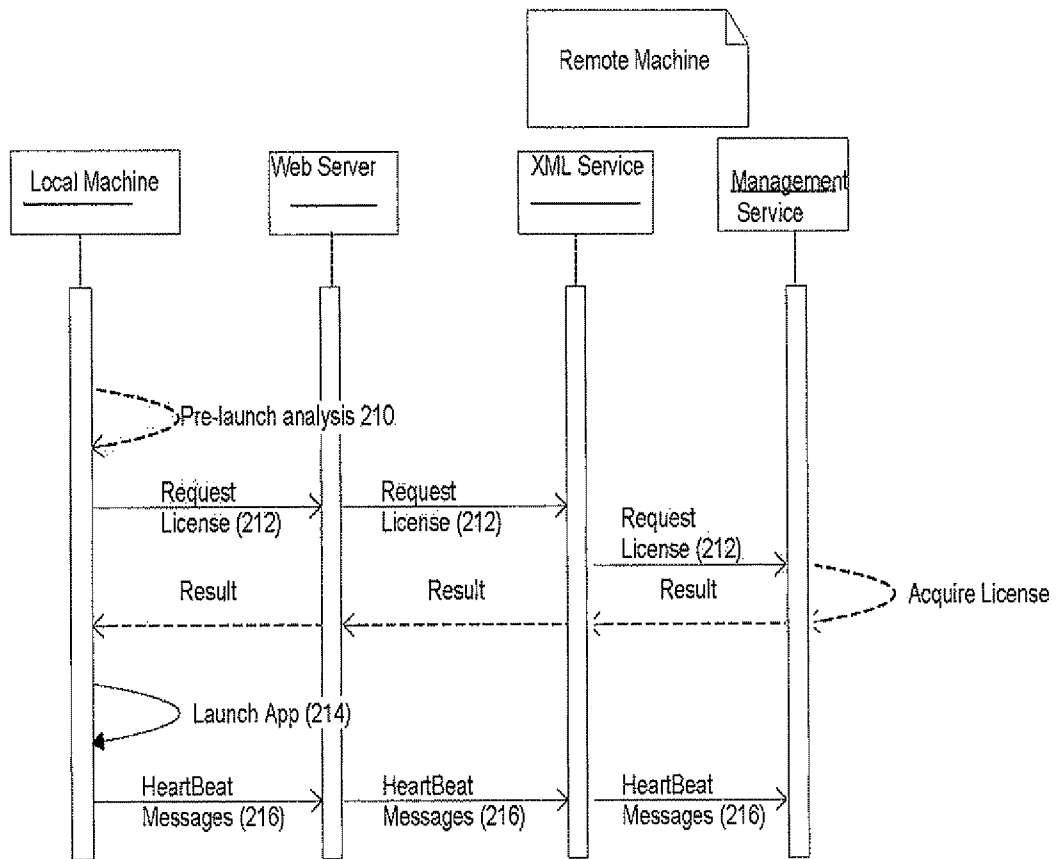 Remote Machine
Local Machine
Web Server
XML Service
Management
Service
Pre-launch analysis 210
Request
License (212)
Request
License (212)
Request
License (212)
Result
Result
Result
Acquire License
Launch App (214)
HeartBeat
Messages (216)
HeartBeat
Messages (216)
HeartBeat
Messages (216)